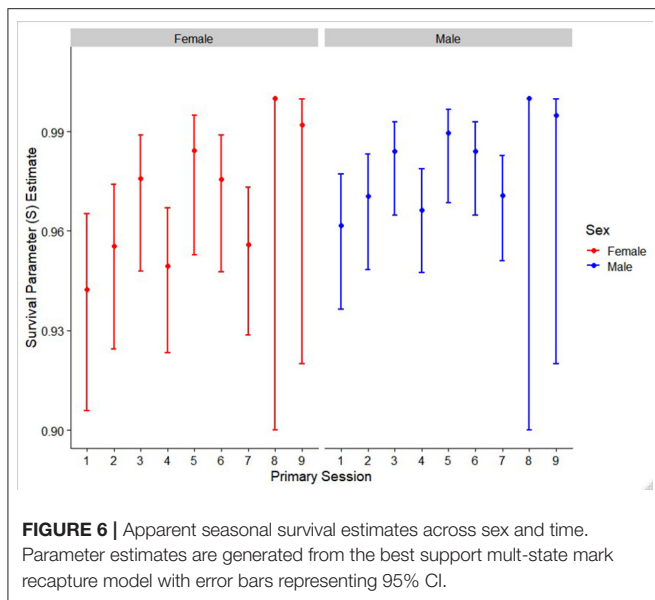 Female Male
Survival Parameter (S) Estimate
0.99
0.96
0.93
0.90
1 2 3 4 5 6 7 8 9 1 2 3 4 5 6 7 8 9
Primary Session
Sex
Female
Male
FIGURE 6 | Apparent seasonal survival estimates across sex and time.
Parameter estimates are generated from the best support mult-state mark
recapture model with error bars representing 95% CI.